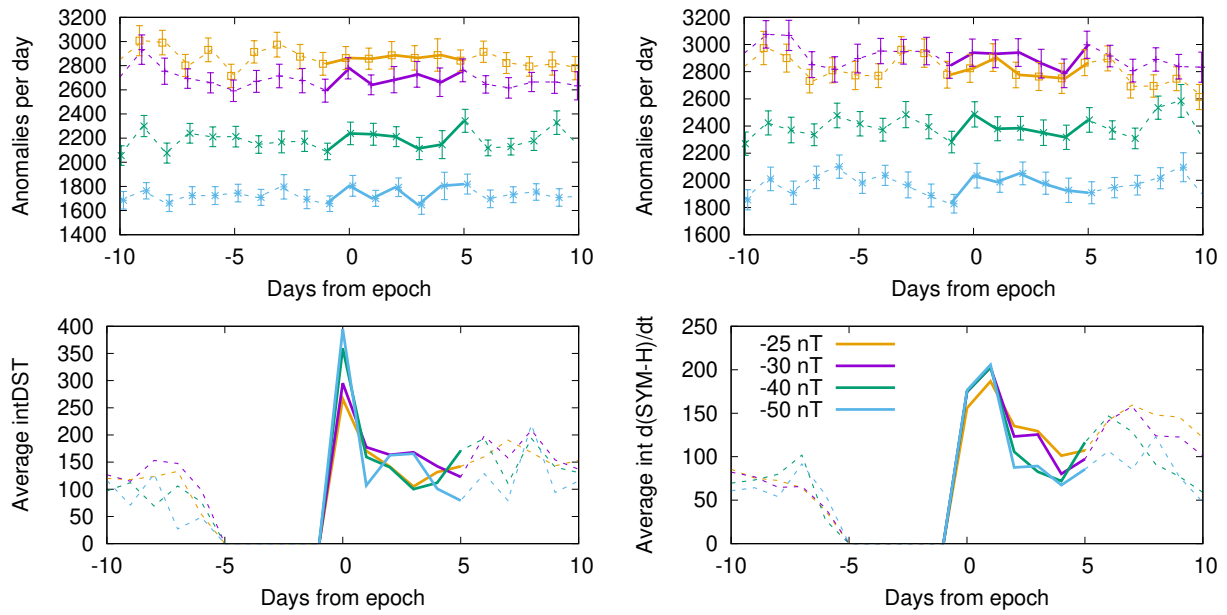 3200
3000
2800
2600
2400
2200
2000
1800
1600
1400
Anomalies per day
-10 -5 0 5 10
Days from epoch
3200
3000
2800
2600
2400
2200
2000
1800
1600
Anomalies per day
-10 -5 0 5 10
Days from epoch
400
350
300
250
200
150
100
50
0
Average intDST
-10 -5 0 5 10
Days from epoch
250
200
150
100
50
0
Average int d(SYM-H)/dt
-25 nT
-30 nT
-40 nT
-50 nT
-10 -5 0 5 10
Days from epoch